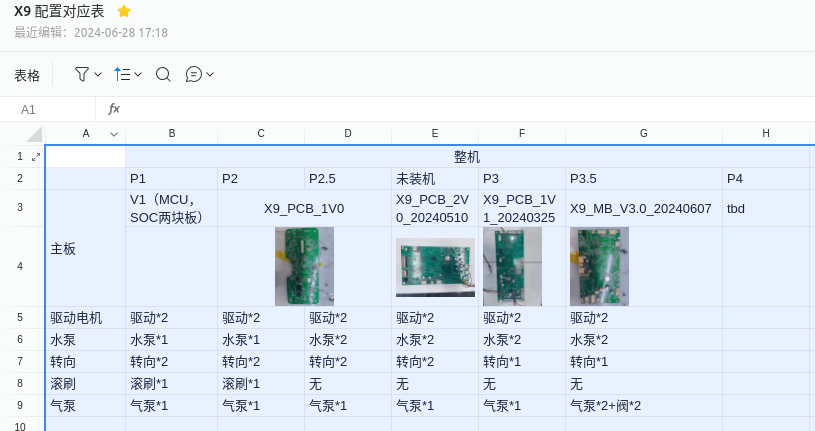 X9 配置对应表
最近编辑：2024-06-28 17:18
表格
A1
fx
A B C D E F G H
1 整机
2 P1 P2 P2.5 未装机 P3 P3.5 P4
3 V1（MCU，
SOC两块板） X9_PCB_1V0 X9_PCB_2V
0_20240510 X9_PCB_1V
1_20240325 X9_MB_V3.0_20240607 tbd
4 主板
5 驱动电机 驱动*2 驱动*2 驱动*2 驱动*2 驱动*2 驱动*2
6 水泵 水泵*1 水泵*1 水泵*2 水泵*2 水泵*2 水泵*2
7 转向 转向*2 转向*2 转向*2 转向*2 转向*1 转向*1
8 滚刷 滚刷*1 滚刷*1 无 无 无 无
9 气泵 气泵*1 气泵*1 气泵*1 气泵*1 气泵*1 气泵*2+阀*2
10